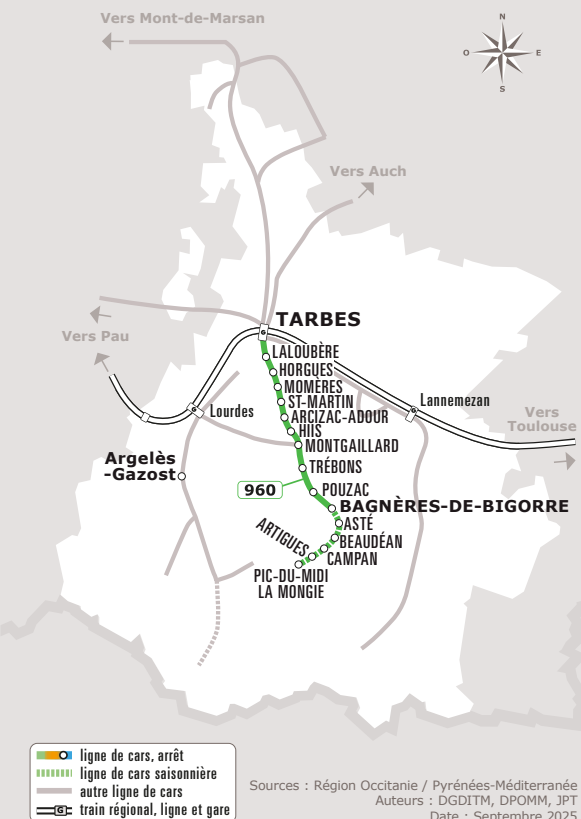 Vers Mont-de-Marsan
N
O
E
S
Vers Auch
TARBES
Vers Pau
LALOUBÈRE
HORGUES
MOMÈRES
ST-MARTIN
Lannemezan
Lourdes
ARCIZAC-ADOUR
Vers
Toulouse
HIIS
MONTGAILLARD
Argelès
-Gazost
TRÉBONS
960
POUZAC
BAGNÈRES-DE-BIGORRE
ASTÉ
ARTIGUES
BEAUDÉAN
CAMPAN
PIC-DU-MIDI
LA MONGIE
ligne de cars, arrêt
ligne de cars saisonnière
autre ligne de cars
G train régional, ligne et gare
Sources : Région Occitanie / Pyrénées-Méditerranée
Auteurs : DGDITM, DPOMM, JPT
Date : Septembre 2025